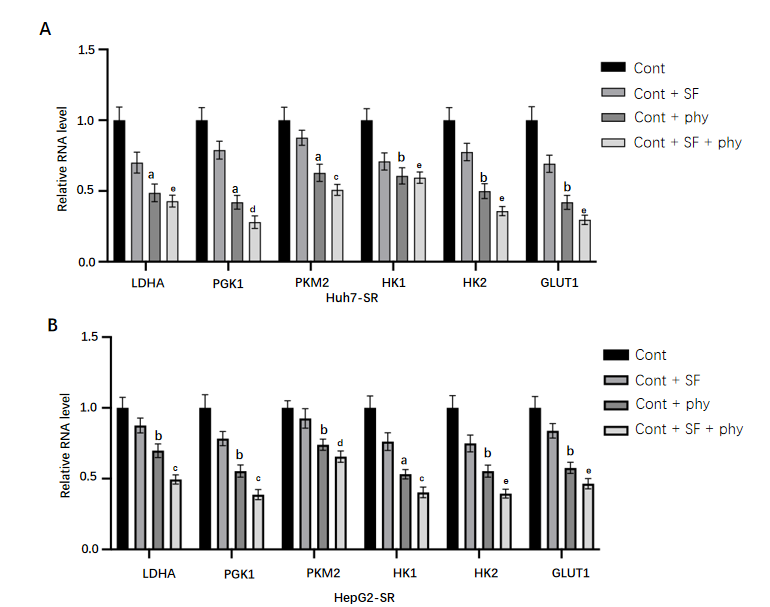 A
1.5
1.0
0.5
0.0
Relative RNA level
Cont
Cont + SF
Cont + phy
Cont + SF + phy
a e a d a c b e b e b e
LDHA PGK1 PKM2 HK1 HK2 GLUT1
Huh7-SR
B
1.5
1.0
0.5
0.0
Relative RNA level
Cont
Cont + SF
Cont + phy
Cont + SF + phy
b c b c b d a c b e b e
LDHA PGK1 PKM2 HK1 HK2 GLUT1
HepG2-SR